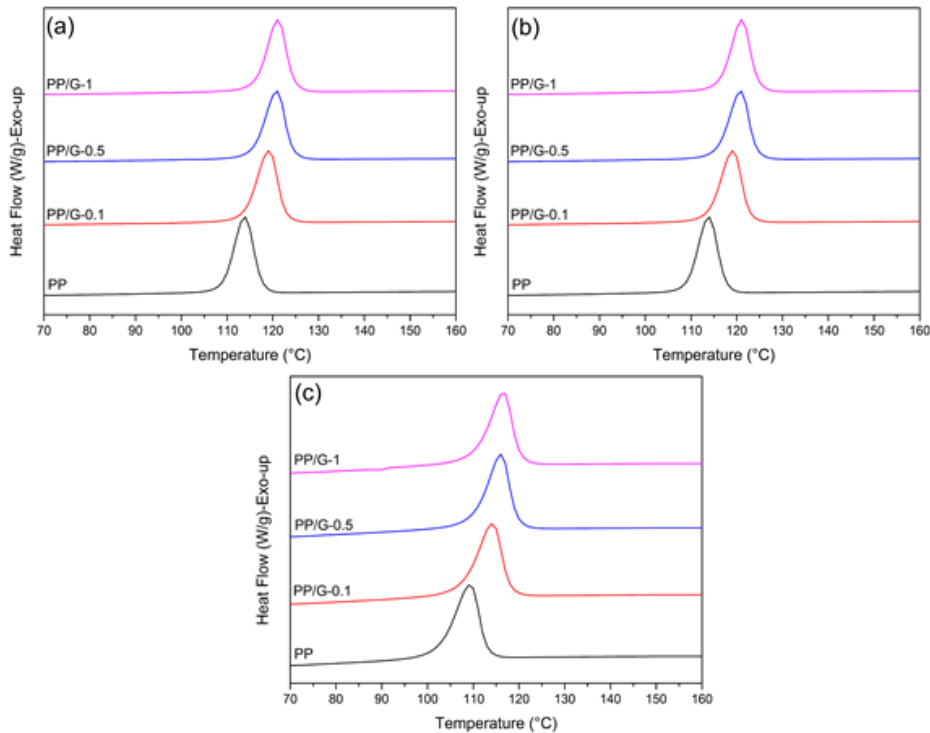 (a)
PP/G-1
PP/G-0.5
PP/G-0.1
PP
Heat Flow (W/g)-Exo-up
70 80 90 100 110 120 130 140 150 160
Temperature (°C)
(b)
PP/G-1
PP/G-0.5
PP/G-0.1
PP
Heat Flow (W/g)-Exo-up
70 80 90 100 110 120 130 140 150 160
Temperature (°C)
(c)
PP/G-1
PP/G-0.5
PP/G-0.1
PP
Heat Flow (W/g)-Exo-up
70 80 90 100 110 120 130 140 150 160
Temperature (°C)